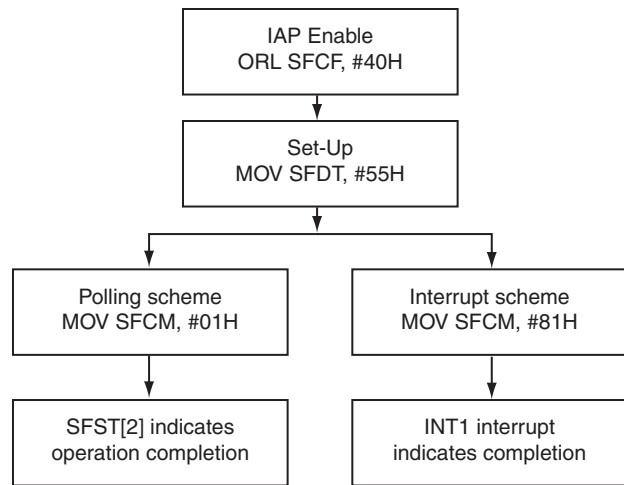 IAP Enable
ORL SFCF, #40H
Set-Up
MOV SFDT, #55H
Polling scheme
MOV SFCM, #01H
Interrupt scheme
MOV SFCM, #81H
SFST[2] indicates
operation completion
INT1 interrupt
indicates completion